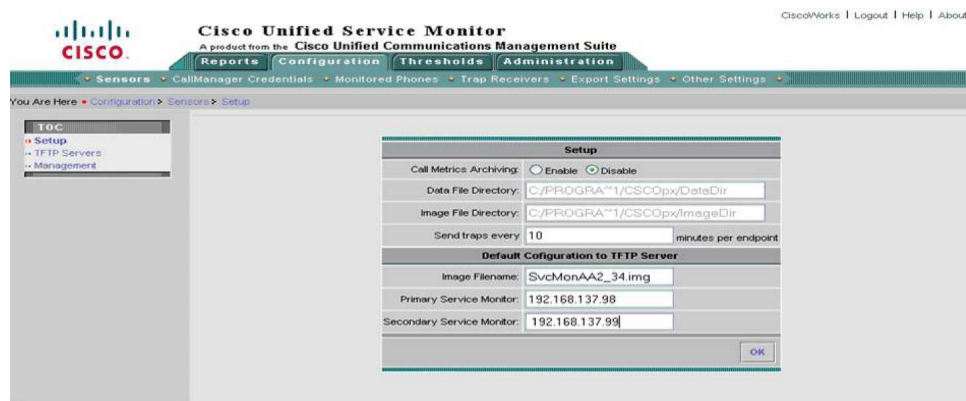 CiscoWorks | Logout | Help | About
CISCO
Cisco Unified Service Monitor
A product from the Cisco Unified Communications Management Suite
Reports Configuration Thresholds Administration
Sensors CallManager Credentials Monitored Phones Trap Receivers Export Settings Other Settings
You Are Here Configuration > Sensors > Setup
TOC
Setup
TFTP Servers
Management
Setup
Call Metrics Archiving: Enable Disable
Data File Directory: C:/PROGRA~1/CSCOpx/DataDir
Image File Directory: C:/PROGRA~1/CSCOpx/ImageDir
Send traps every 10 minutes per endpoint
Default Cofiguration to TFTP Server
Image Filename: SvcMonAA2_34.img
Primary Service Monitor: 192.168.137.98
Secondary Service Monitor: 192.168.137.99
OK